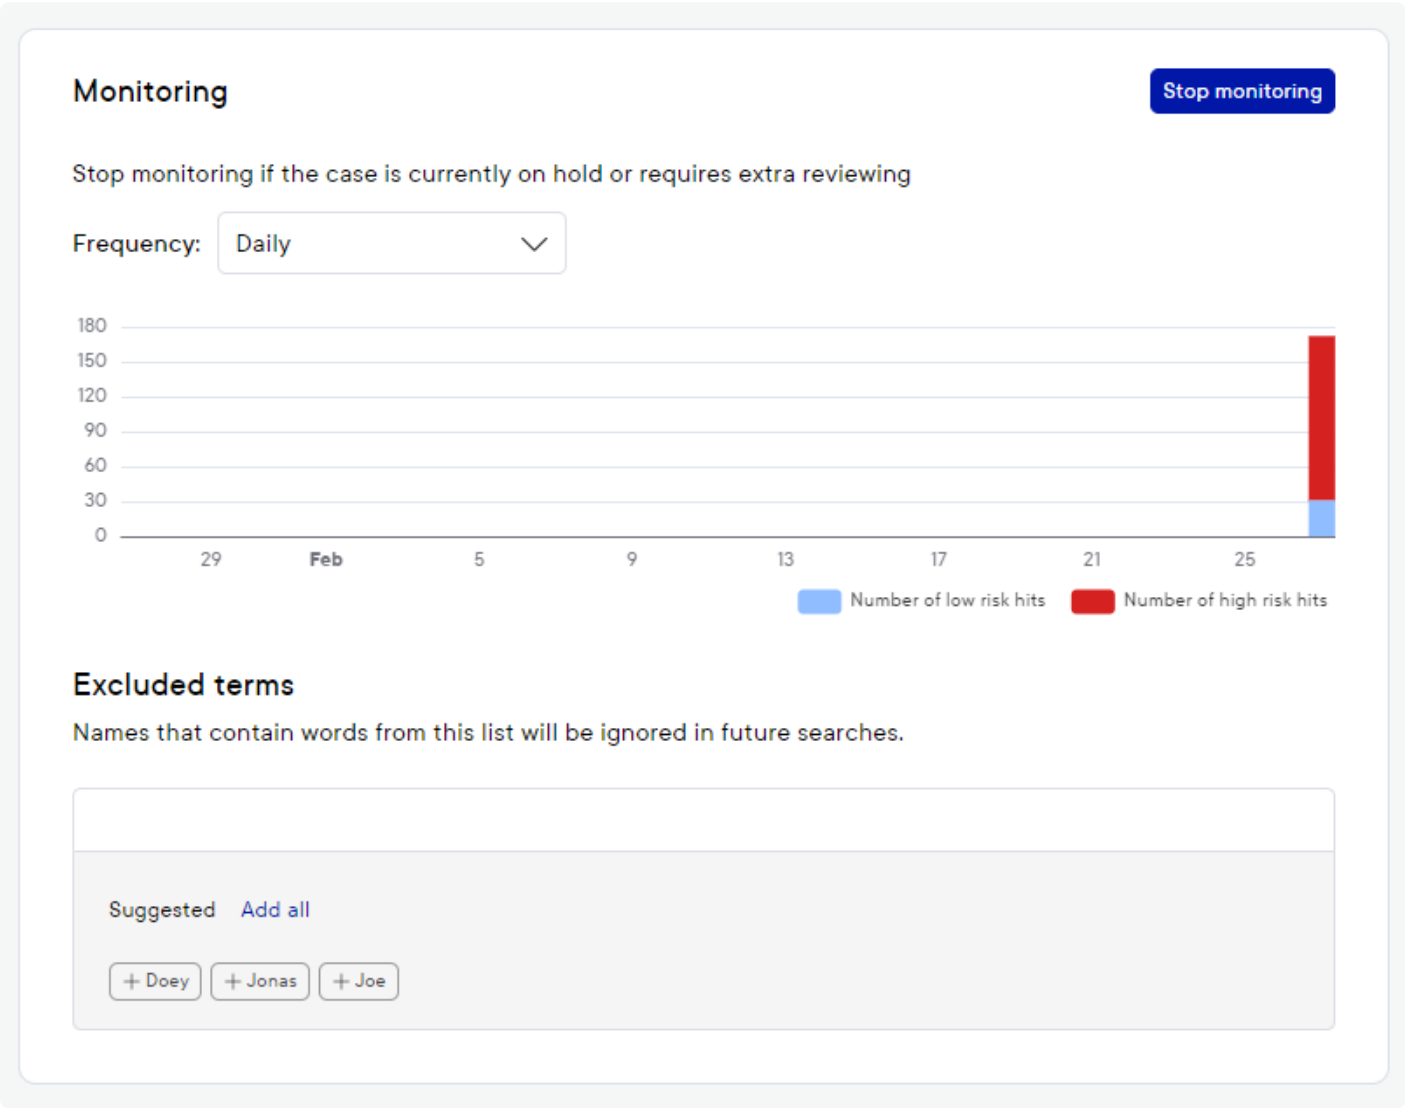 Monitoring
Stop monitoring
Stop monitoring if the case is currently on hold or requires extra reviewing
Frequency: Daily
180
150
120
90
60
30
0
29 Feb 5 9 13 17 21 25
Number of low risk hits Number of high risk hits
Excluded terms
Names that contain words from this list will be ignored in future searches.
Suggested Add all
+ Doey + Jonas + Joe